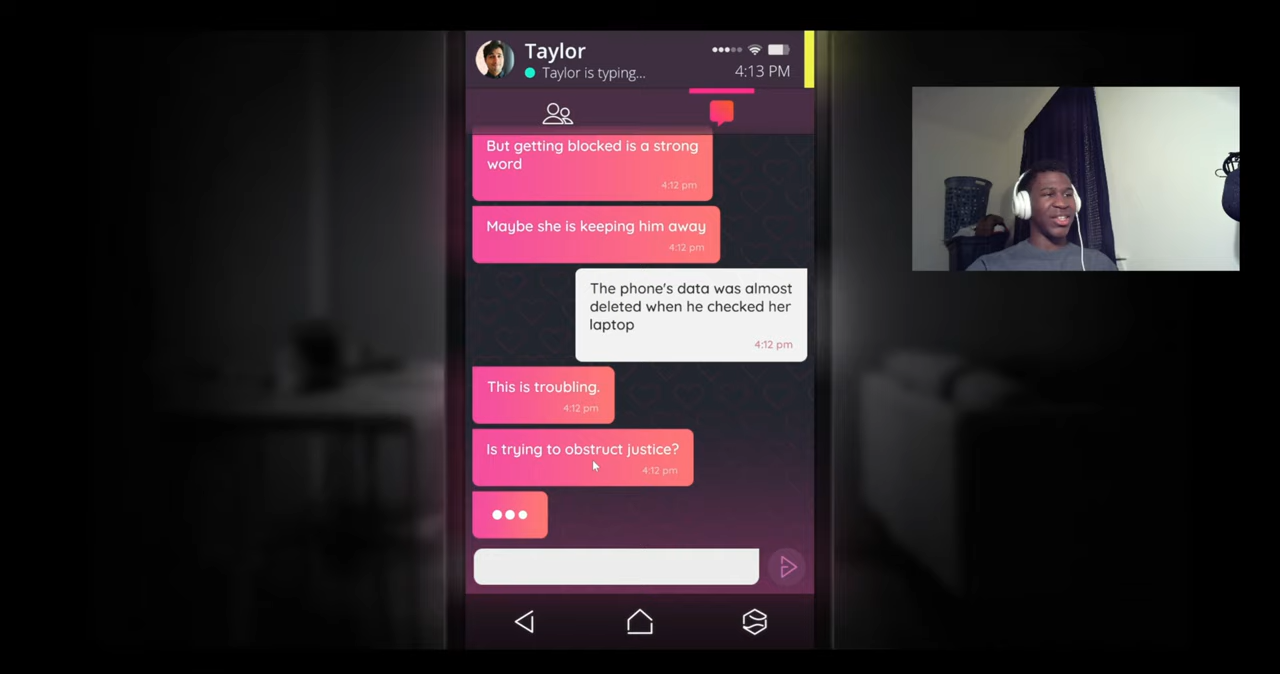 Taylor
Taylor is typing...
4:13 PM
But getting blocked is a strong
word
4:12 pm
Maybe she is keeping him away
4:12 pm
The phone's data was almost
deleted when he checked her
laptop
4:12 pm
This is troubling.
4:12 pm
Is trying to obstruct justice?
4:12 pm